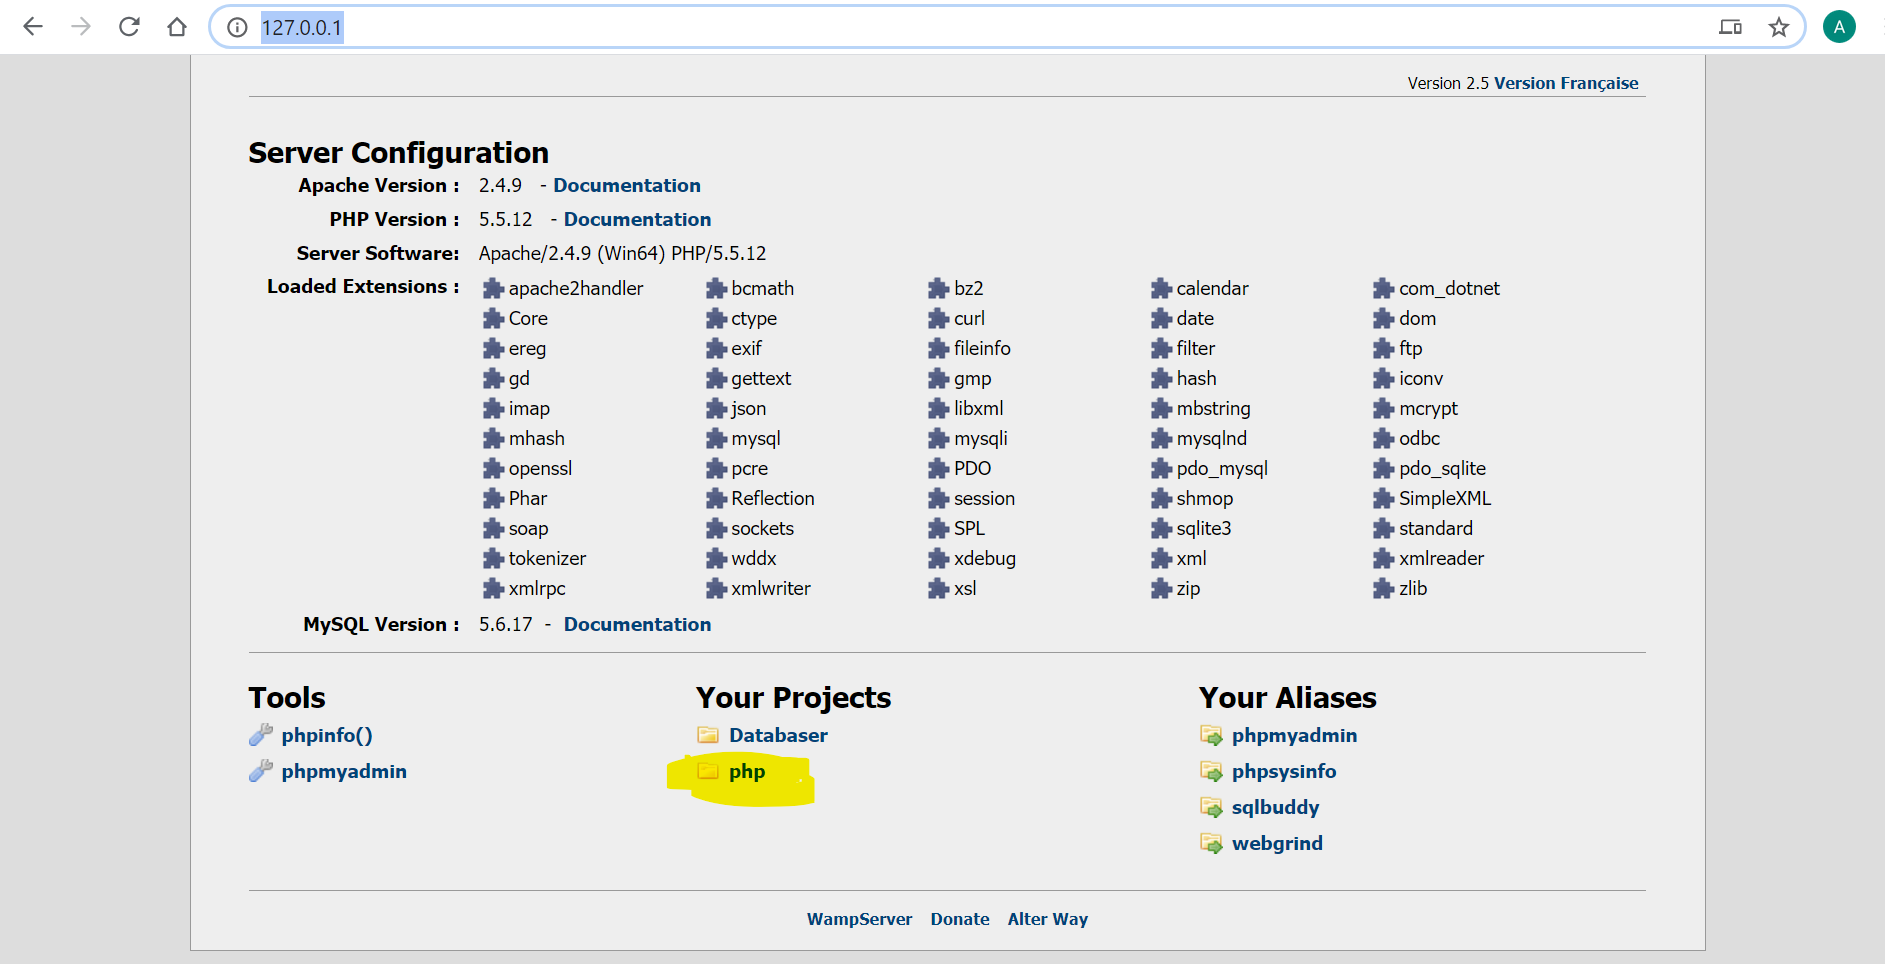 127.0.0.1
A
Version 2.5 Version Française
Server Configuration
Apache Version : 2.4.9 - Documentation
PHP Version : 5.5.12 - Documentation
Server Software: Apache/2.4.9 (Win64) PHP/5.5.12
Loaded Extensions : apache2handler bcmath bz2 calendar com_dotnet
Core ctype curl date dom
ereg exif fileinfo filter ftp
gd gettext gmp hash iconv
imap json libxml mbstring mcrypt
mhash mysql mysqli mysqlnd odbc
openssl pcre PDO pdo_mysql pdo_sqlite
Phar Reflection session shmop SimpleXML
soap sockets SPL sqlite3 standard
tokenizer wddx xdebug xml xmlreader
xmlrpc xmlwriter xsl zip zlib
MySQL Version : 5.6.17 - Documentation
Tools
phpinfo()
phpmyadmin
Your Projects
Databaser
php
Your Aliases
phpmyadmin
phpsysinfo
sqlbuddy
webgrind
WampServer Donate Alter Way